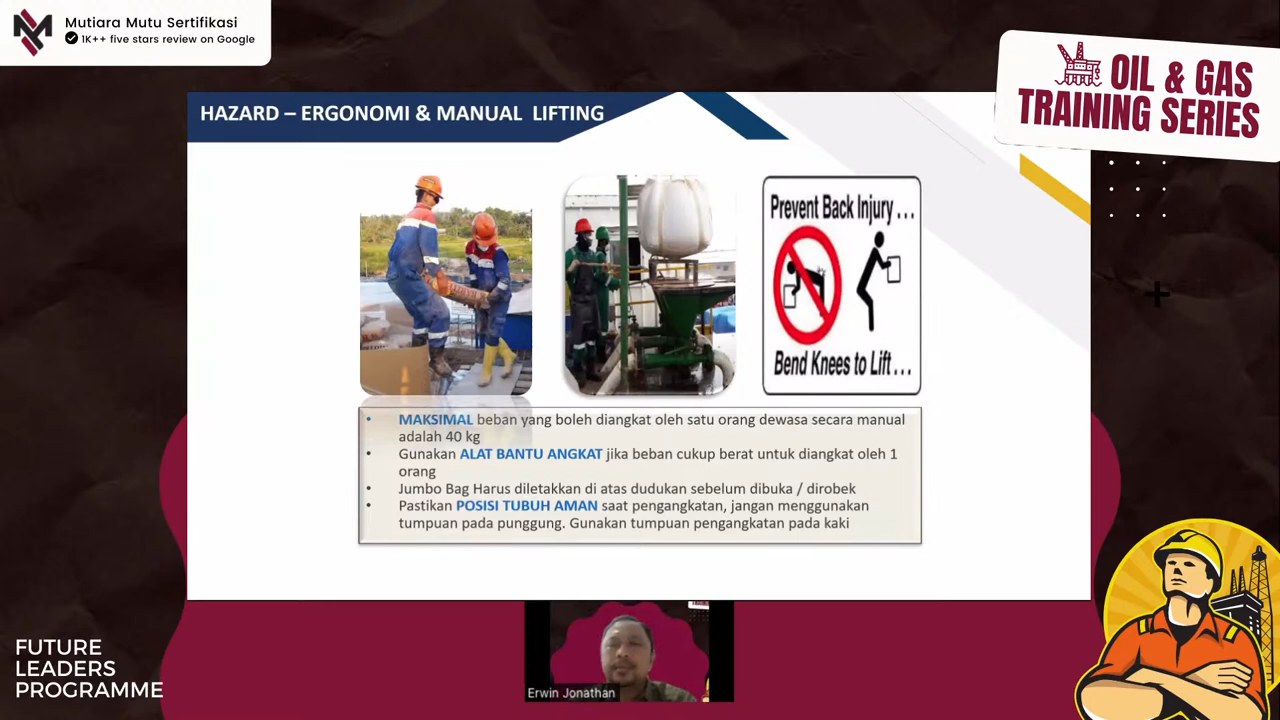 Mutiara Mutu Sertifikasi
1K++ five stars review on Google
OIL & GAS
TRAINING SERIES
HAZARD – ERGONOMI & MANUAL LIFTING
Prevent Back Injury . . .
Bend Knees to Lift . . .
• MAKSIMAL beban yang boleh diangkat oleh satu orang dewasa secara manual
adalah 40 kg
• Gunakan ALAT BANTU ANGKAT jika beban cukup berat untuk diangkat oleh 1
orang
• Jumbo Bag Harus diletakkan di atas dudukan sebelum dibuka / dirobek
• Pastikan POSISI TUBUH AMAN saat pengangkatan, jangan menggunakan
tumpuan pada punggung. Gunakan tumpuan pengangkatan pada kaki
FUTURE
LEADERS
PROGRAMME
Erwin Jonathan